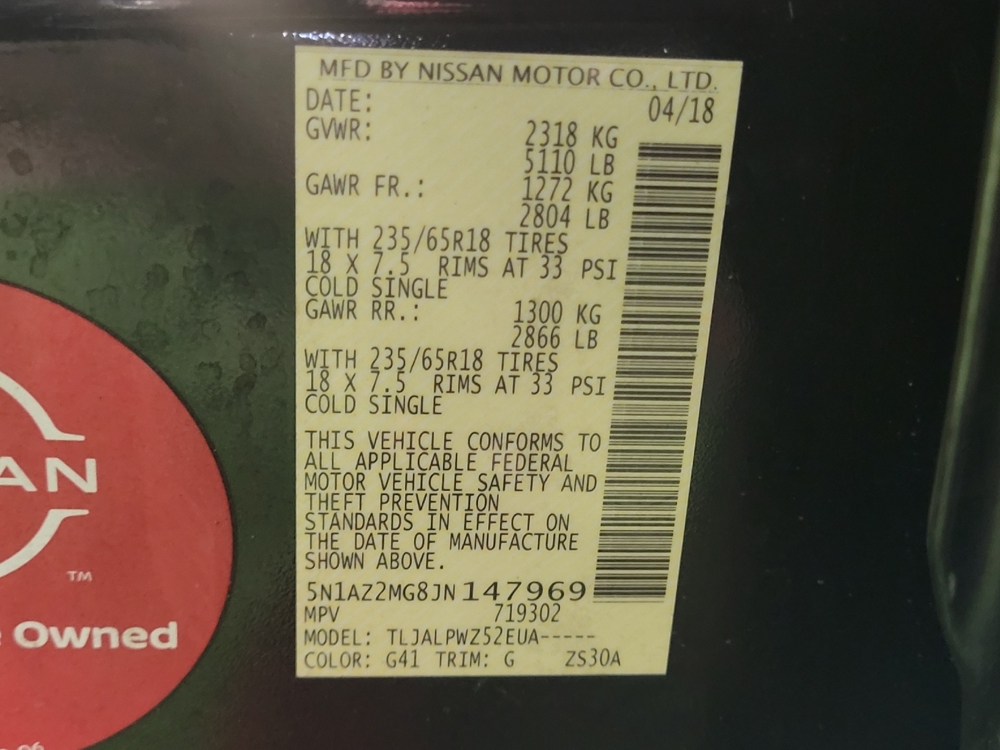 MFD BY NISSAN MOTOR CO., LTD.
DATE: 04/18
GVWR: 2318 KG
5110 LB
GAWR FR.: 1272 KG
2804 LB
WITH 235/65R18 TIRES
18 X 7.5 RIMS AT 33 PSI
COLD SINGLE
GAWR RR.: 1300 KG
2866 LB
WITH 235/65R18 TIRES
18 X 7.5 RIMS AT 33 PSI
COLD SINGLE
THIS VEHICLE CONFORMS TO
ALL APPLICABLE FEDERAL
MOTOR VEHICLE SAFETY AND
THEFT PREVENTION
STANDARDS IN EFFECT ON
THE DATE OF MANUFACTURE
SHOWN ABOVE.
5N1AZ2MG8JN147969
MPV 719302
MODEL: TLJALPWZ52EUA-----
COLOR: G41 TRIM: G ZS30A
AN
TM
Owned